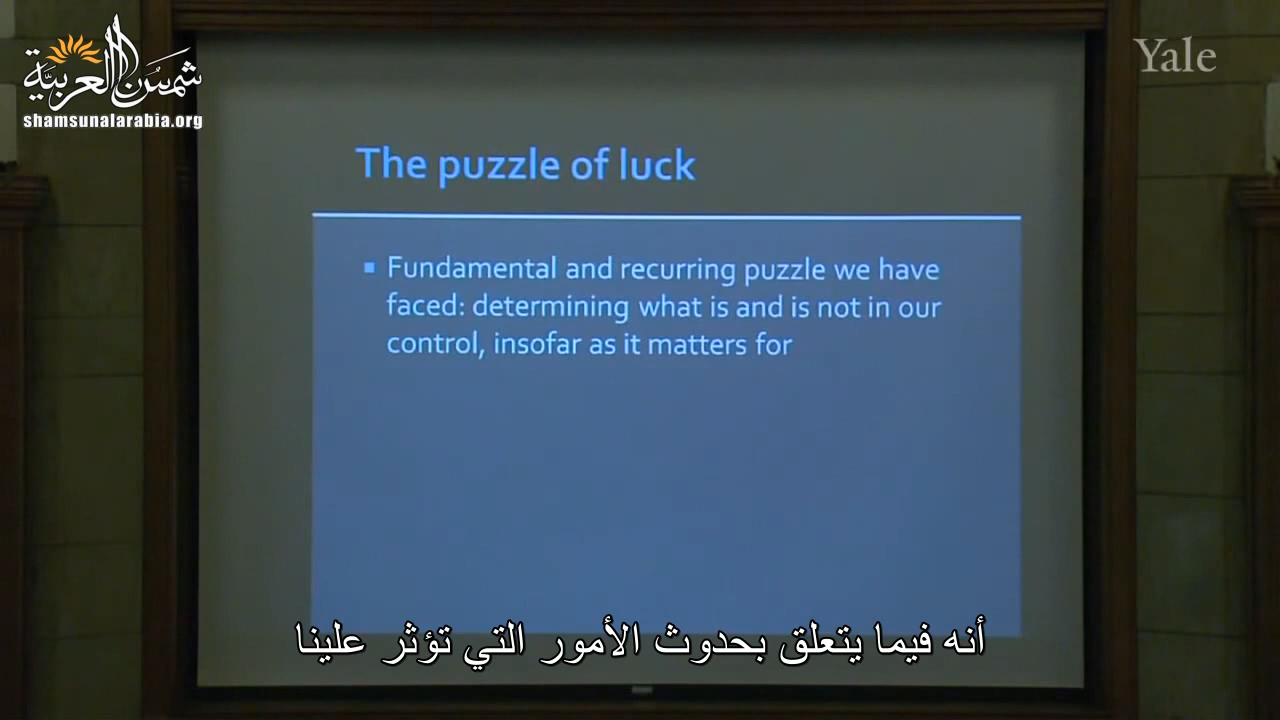 شمس العربية
shamsunalarabia.org
Yale
The puzzle of luck
Fundamental and recurring puzzle we have
faced: determining what is and is not in our
control, insofar as it matters for
أنه فيما يتعلق بحدوث الأمور التي تؤثر علينا